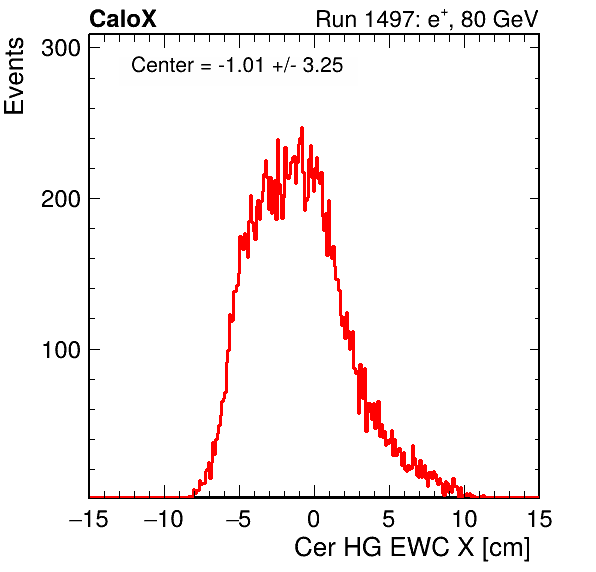 CaloX Run 1497: e+, 80 GeV
Center = -1.01 +/- 3.25
Events
300
200
100
−15 −10 −5 0 5 10 15
Cer HG EWC X [cm]